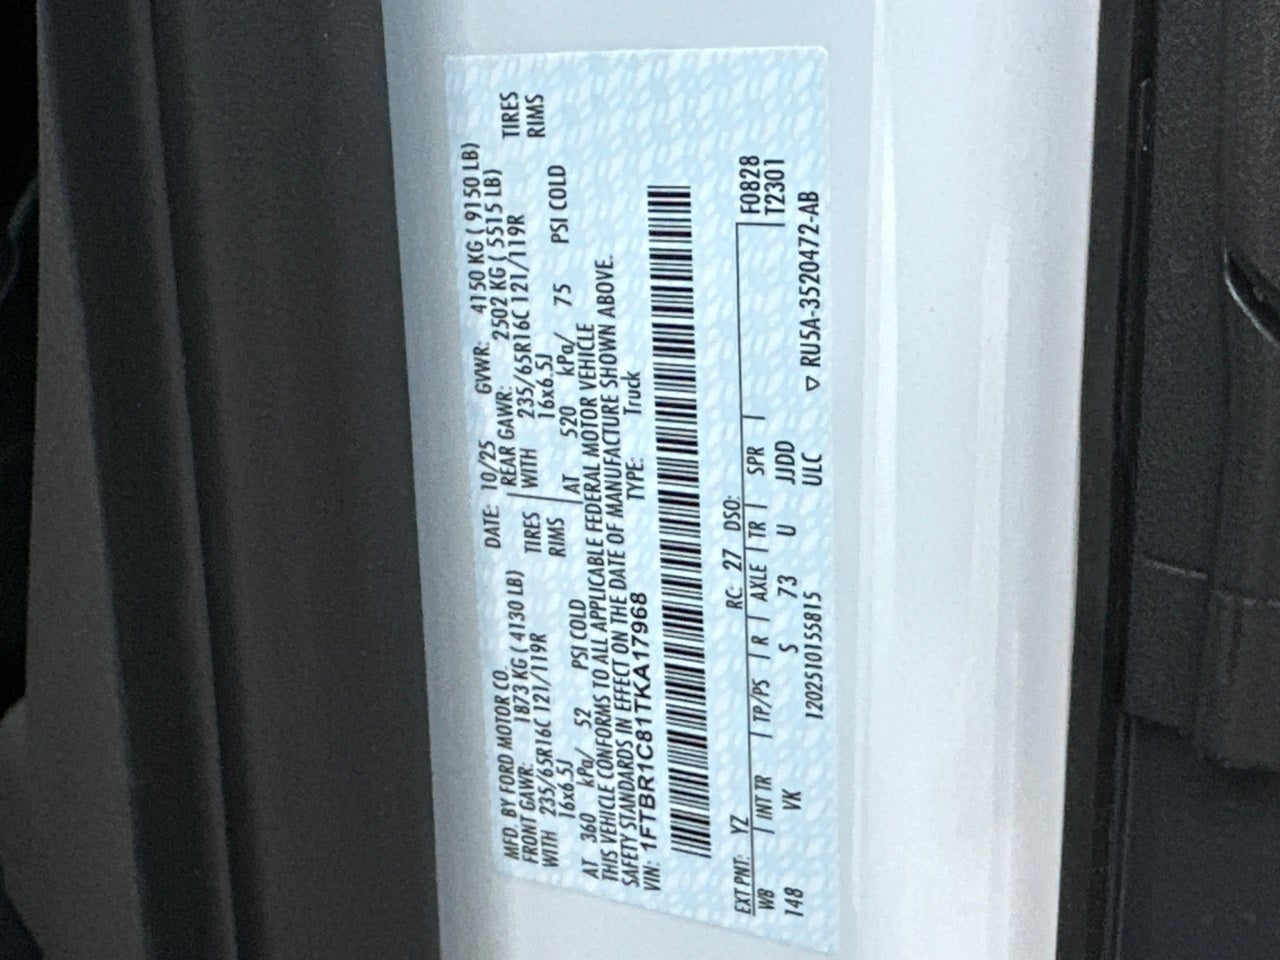 MFD. BY FORD MOTOR CO. DATE: 10/25 GVWR: 4150 KG ( 9150 LB)
FRONT GAWR: 1873 KG ( 4130 LB) REAR GAWR: 2502 KG ( 5515 LB)
WITH 235/65R16C 121/119R TIRES WITH 235/65R16C 121/119R TIRES
16x6.5J RIMS 16x6.5J RIMS
AT 360 kPa/ 52 PSI COLD AT 520 kPa/ 75 PSI COLD
THIS VEHICLE CONFORMS TO ALL APPLICABLE FEDERAL MOTOR VEHICLE
SAFETY STANDARDS IN EFFECT ON THE DATE OF MANUFACTURE SHOWN ABOVE.
VIN: 1FTBR1C81TKA17968 TYPE: Truck
EXT PNT: YZ RC: 27 DSO: F0828
WB INT TR TP/PS R AXLE TR SPR T2301
148 VK S 73 U JJDD
1202510155815 ULC ▽ RU5A-3520472-AB